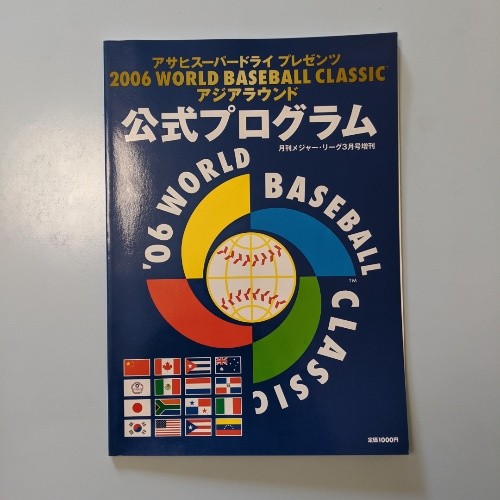 アサヒスーパードライ プレゼンツ
2006 WORLD BASEBALL CLASSIC™
アジアラウンド
公式プログラム
月刊メジャー・リーグ3月号増刊
'06 WORLD BASEBALL CLASSIC™
定価1000円